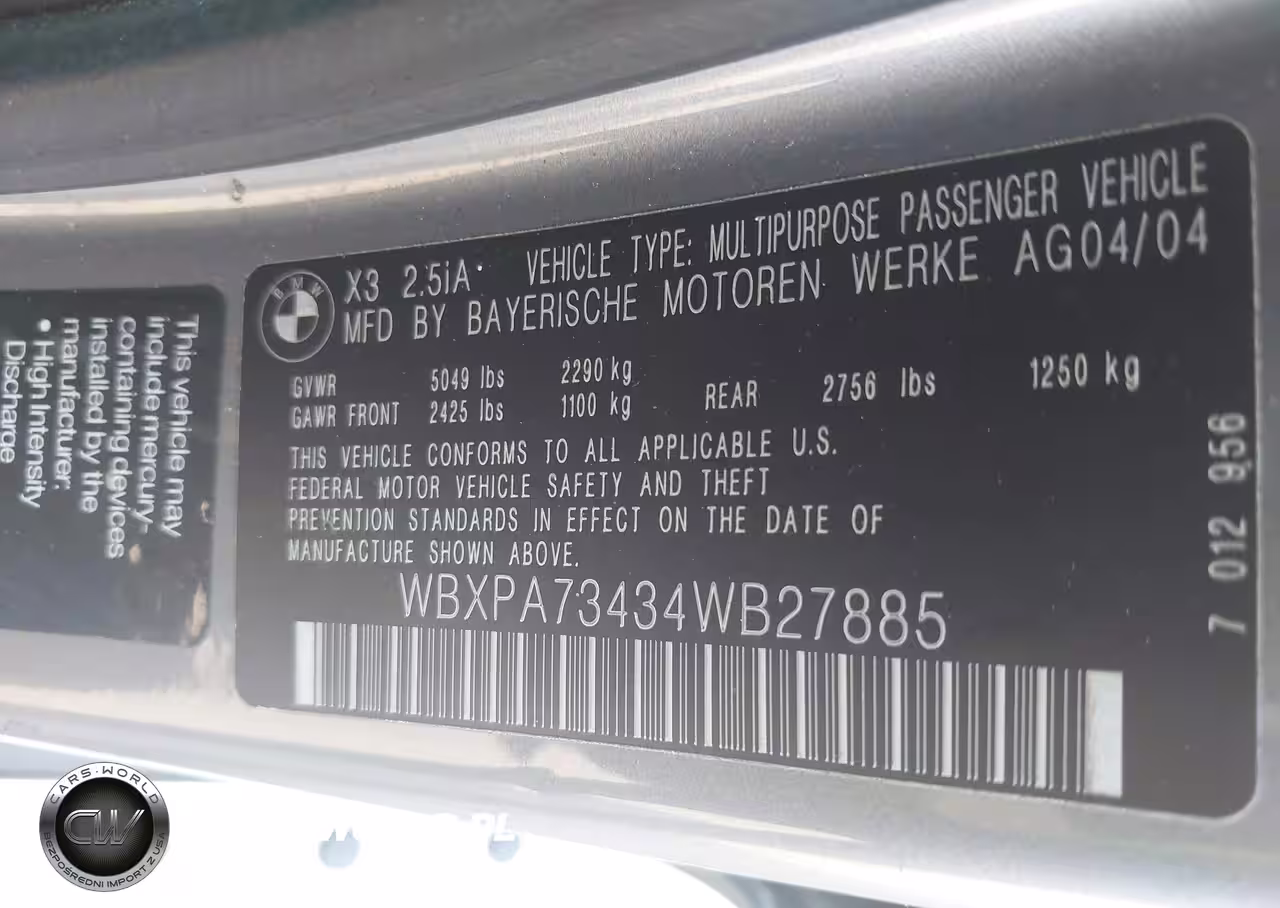 BMW
X3 2.5iA VEHICLE TYPE: MULTIPURPOSE PASSENGER VEHICLE
MFD BY BAYERISCHE MOTOREN WERKE AG04/04
GVWR 5049 lbs 2290 kg
GAWR FRONT 2425 lbs 1100 kg REAR 2756 lbs 1250 kg
THIS VEHICLE CONFORMS TO ALL APPLICABLE U.S.
FEDERAL MOTOR VEHICLE SAFETY AND THEFT
PREVENTION STANDARDS IN EFFECT ON THE DATE OF
MANUFACTURE SHOWN ABOVE.
WBXPA73434WB27885
7 012 956
This vehicle may
include mercury-
containing devices
installed by the
manufacturer:
• High Intensity
Discharge
CARS-WORLD
CW
BEZPOŚREDNI IMPORT Z USA